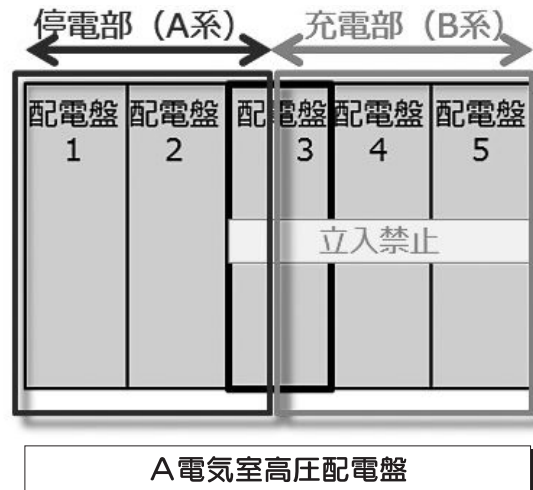 停電部（A系） 充電部（B系）
配電盤 配電盤 配電盤 配電盤 配電盤
1 2 3 4 5
立入禁止
A電気室高圧配電盤